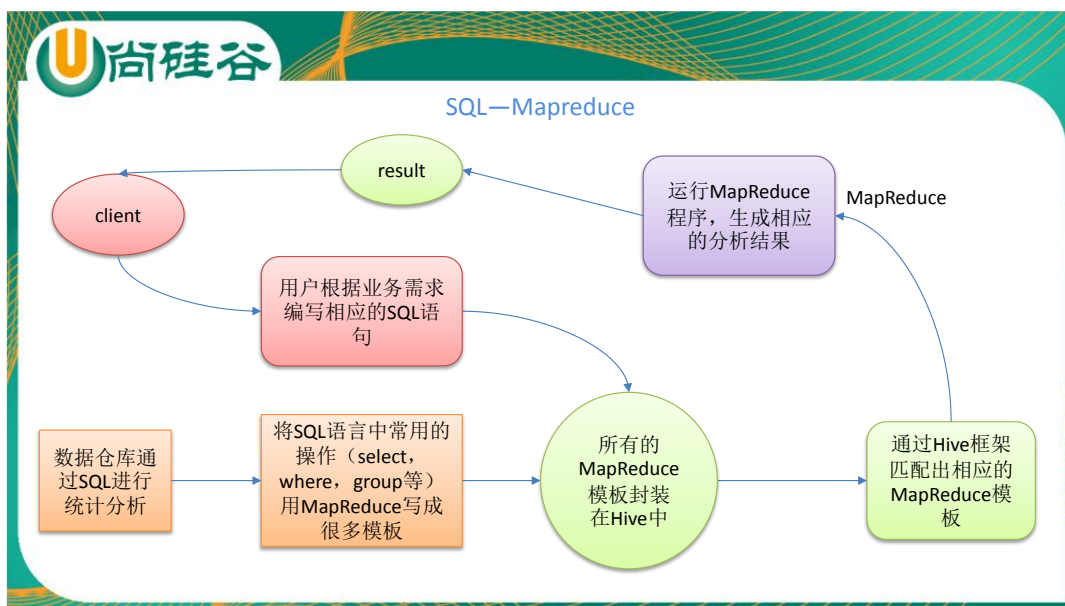 尚硅谷
SQL—Mapreduce
result
client
运行MapReduce
程序，生成相应
的分析结果
MapReduce
用户根据业务需求
编写相应的SQL语
句
数据仓库通
过SQL进行
统计分析
将SQL语言中常用的
操作（select，
where，group等）
用MapReduce写成
很多模板
所有的
MapReduce
模板封装
在Hive中
通过Hive框架
匹配出相应的
MapReduce模
板